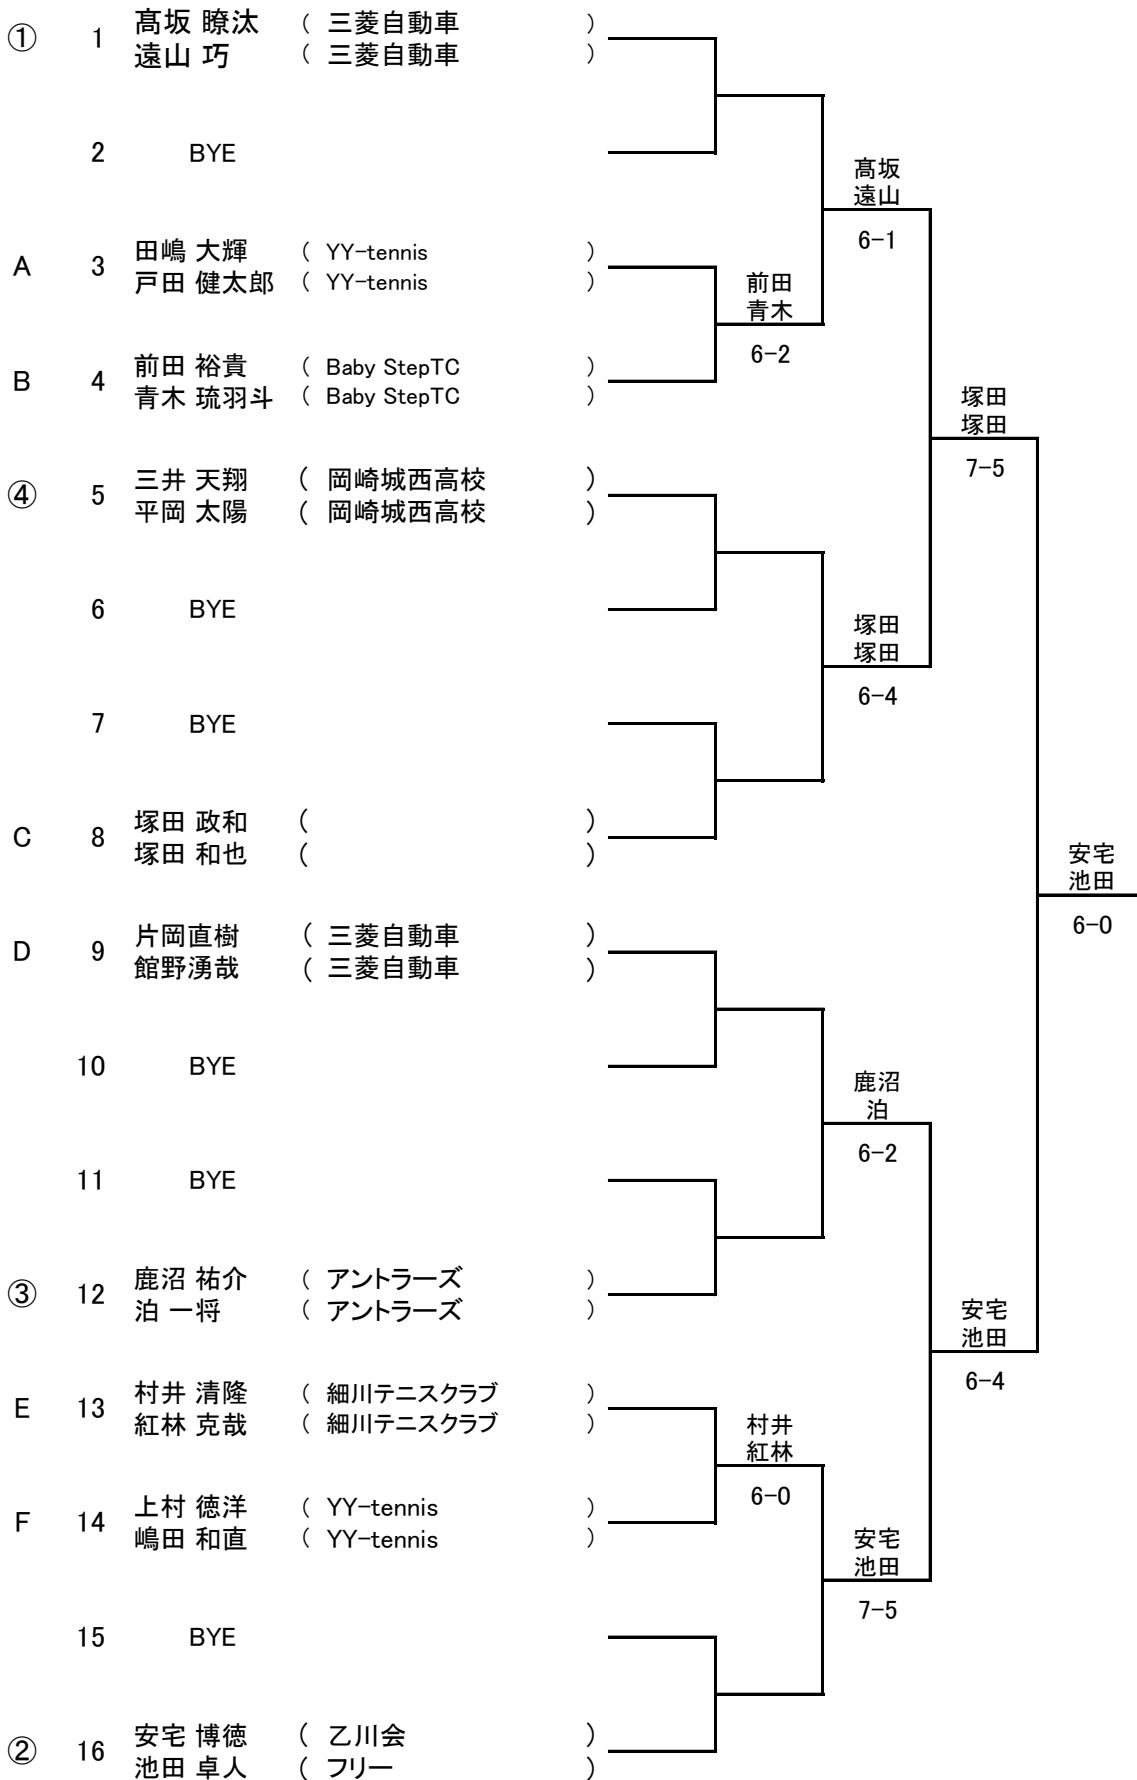 ① 1 髙坂 瞭汰 ( 三菱自動車 )
遠山 巧 ( 三菱自動車 )
2 BYE
髙坂
遠山
6-1
A 3 田嶋 大輝 ( YY-tennis )
戸田 健太郎 ( YY-tennis )
前田
青木
6-2
B 4 前田 裕貴 ( Baby StepTC )
青木 琉羽斗 ( Baby StepTC )
塚田
塚田
7-5
④ 5 三井 天翔 ( 岡崎城西高校 )
平岡 太陽 ( 岡崎城西高校 )
6 BYE
塚田
塚田
6-4
7 BYE
C 8 塚田 政和 ( )
塚田 和也 ( )
安宅
池田
6-0
D 9 片岡直樹 ( 三菱自動車 )
館野湧哉 ( 三菱自動車 )
10 BYE
鹿沼
泊
6-2
11 BYE
③ 12 鹿沼 祐介 ( アントラーズ )
泊 一将 ( アントラーズ )
安宅
池田
6-4
E 13 村井 清隆 ( 細川テニスクラブ )
紅林 克哉 ( 細川テニスクラブ )
村井
紅林
6-0
F 14 上村 徳洋 ( YY-tennis )
嶋田 和直 ( YY-tennis )
安宅
池田
7-5
15 BYE
② 16 安宅 博徳 ( 乙川会 )
池田 卓人 ( フリー )